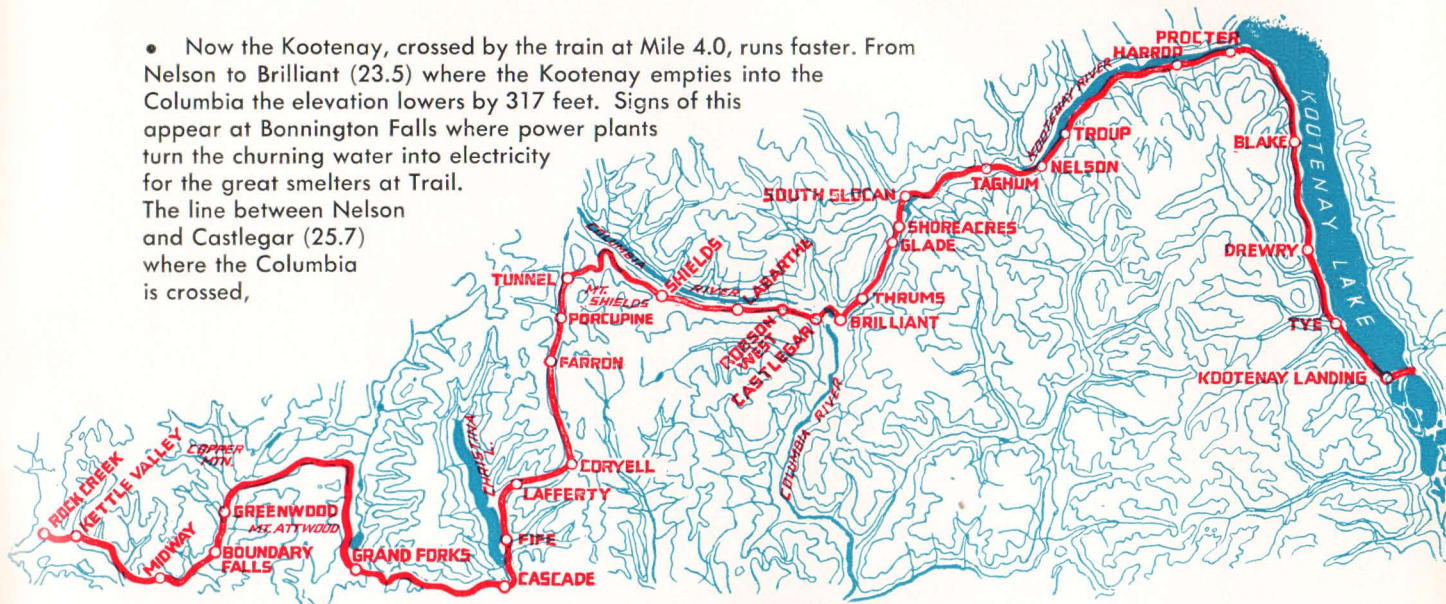 • Now the Kootenay, crossed by the train at Mile 4.0, runs faster. From
Nelson to Brilliant (23.5) where the Kootenay empties into the
Columbia the elevation lowers by 317 feet. Signs of this
appear at Bonnington Falls where power plants
turn the churning water into electricity
for the great smelters at Trail.
The line between Nelson
and Castlegar (25.7)
where the Columbia
is crossed,
PROCTER
HARROP
KOOTENAY RIVER
KOOTENAY LAKE
TROUP
BLAKE
NELSON
TAGHUM
SOUTH SLOCAN
SHOREACRES
GLADE
DREWRY
COLUMBIA
RIVER
SHIELDS
LABARTHE
TUNNEL
MT.
SHIELDS
THRUMS
PORCUPINE
BRILLIANT
TYE
ROBSON
WEST
CASTLEGAR
FARRON
KOOTENAY LANDING
COLUMBIA RIVER
CHRISTINA
L.
COPPER
MTN.
ROCK CREEK
KETTLE VALLEY
CORYELL
LAFFERTY
GREENWOOD
MT. ATTWOOD
FIFE
MIDWAY
BOUNDARY
FALLS
GRAND FORKS
CASCADE